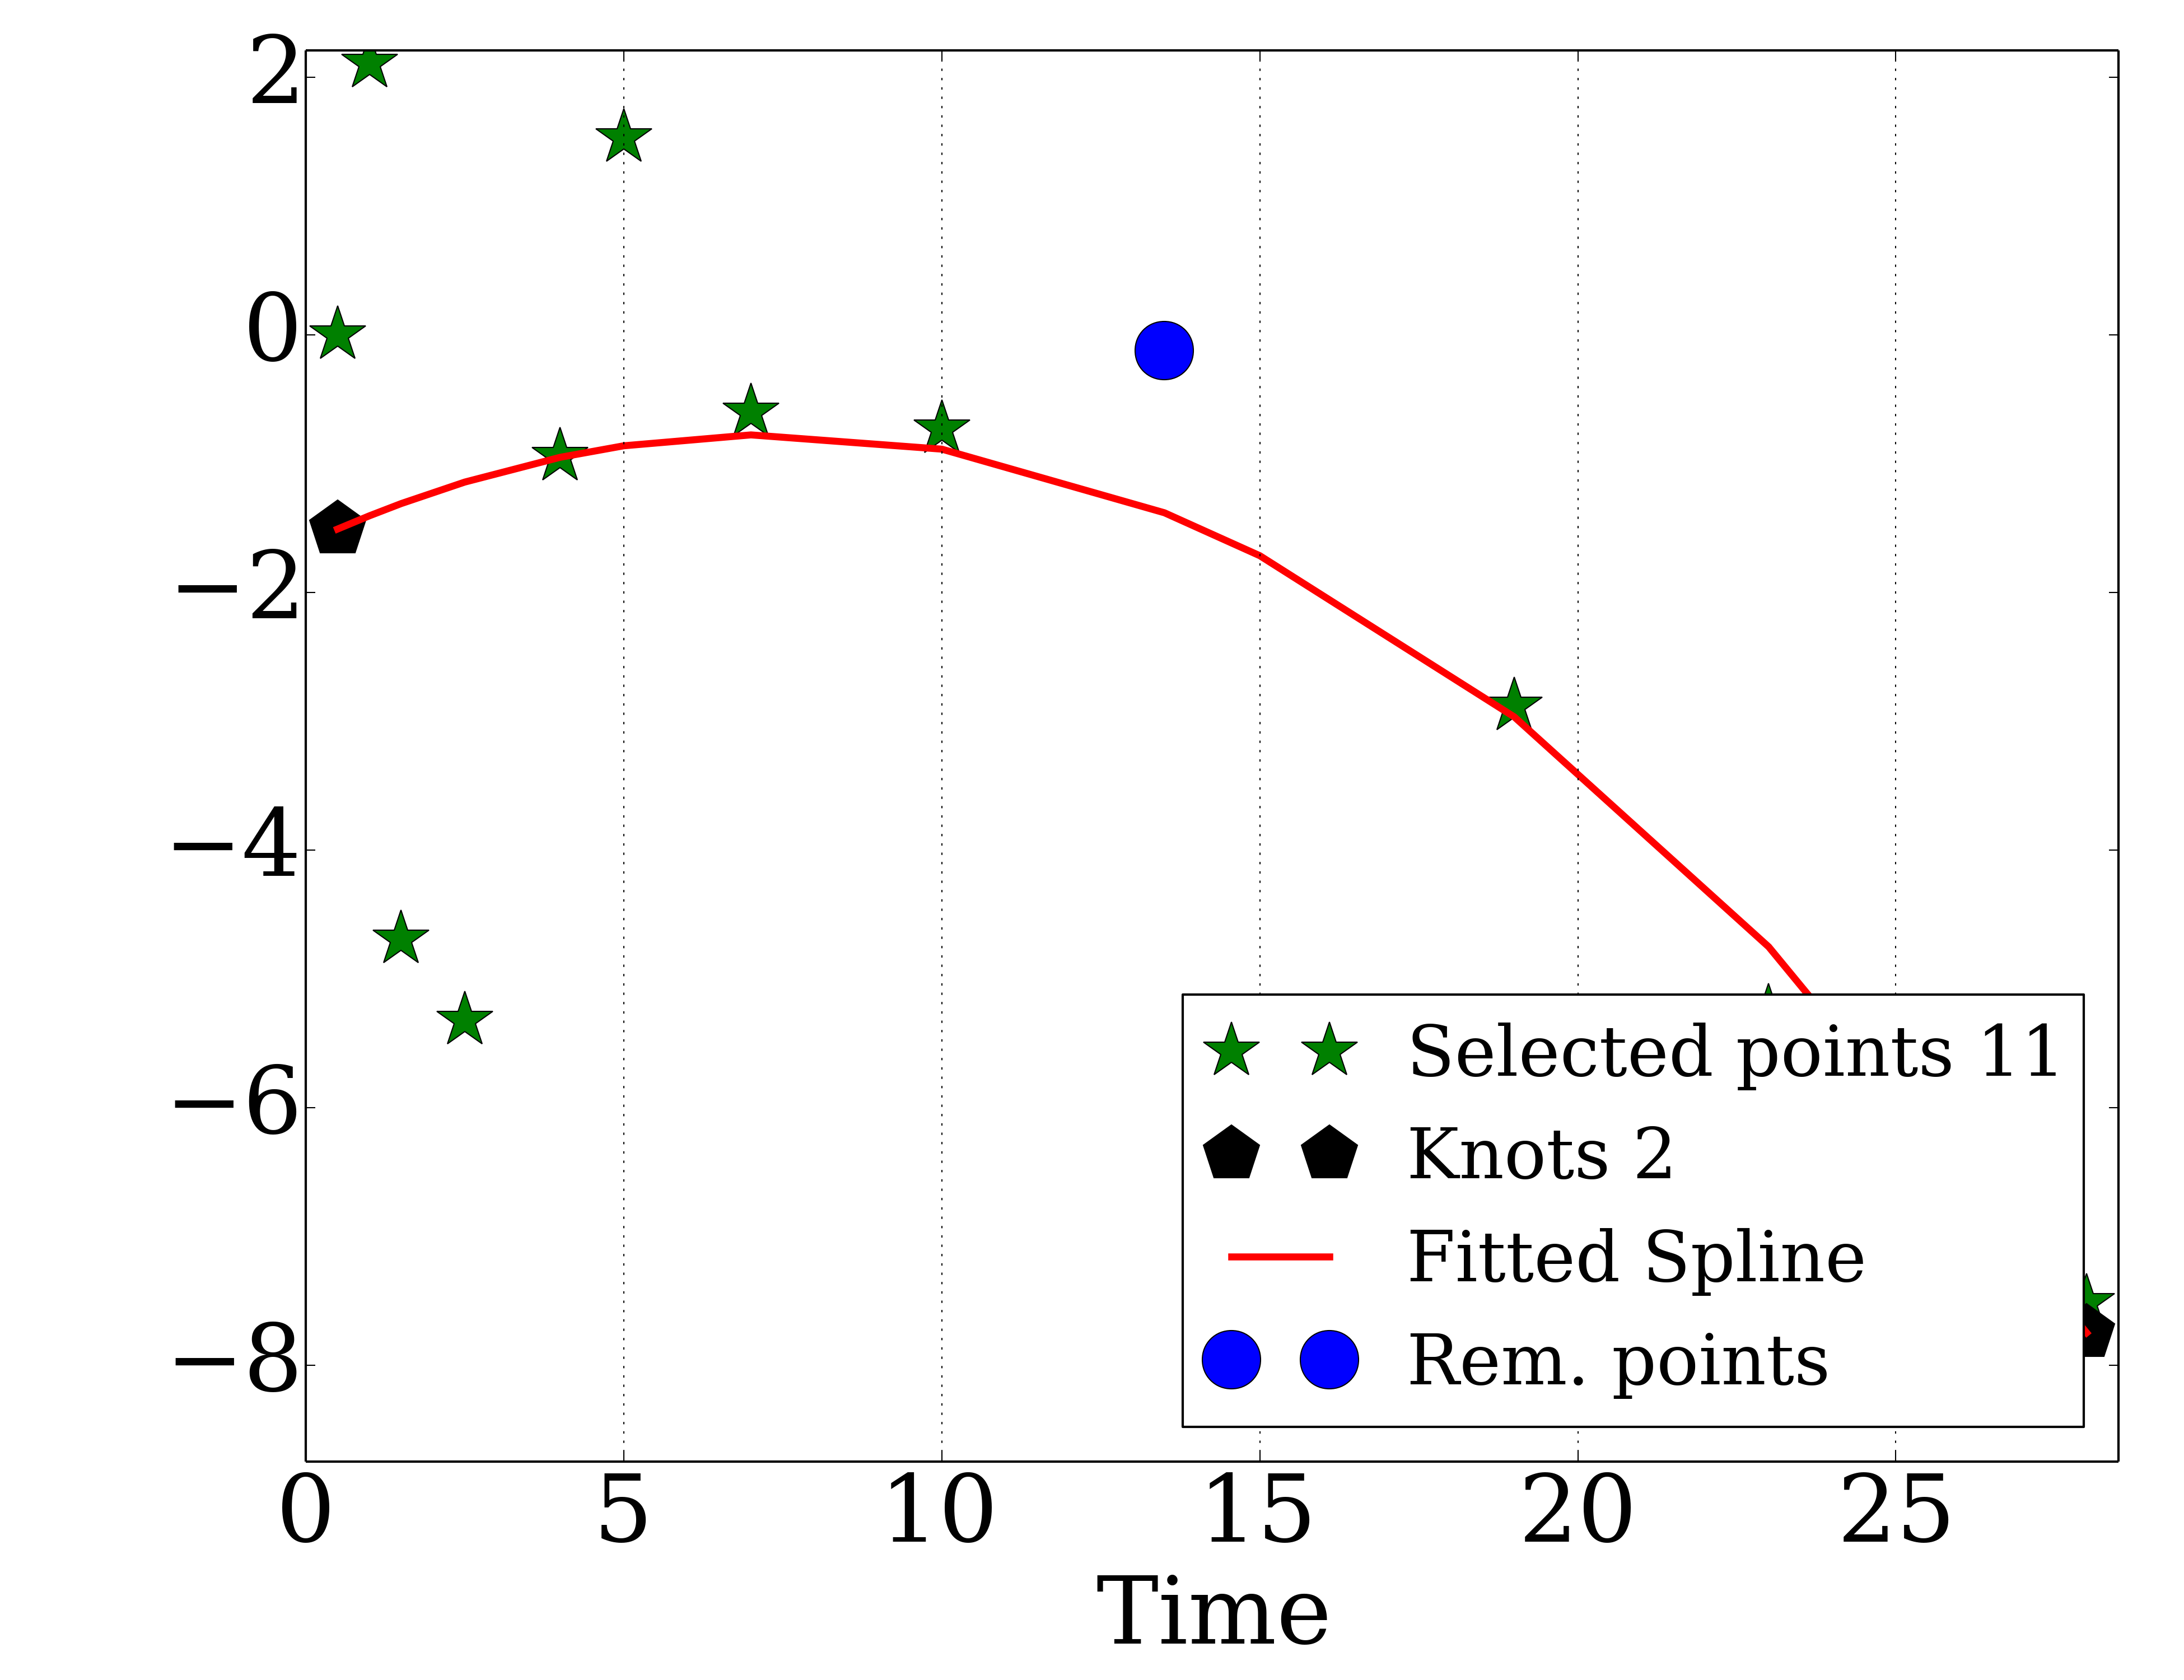 2
0
−2
−4
−6
−8
Selected points 11
Knots 2
Fitted Spline
Rem. points
0 5 10 15 20 25
Time